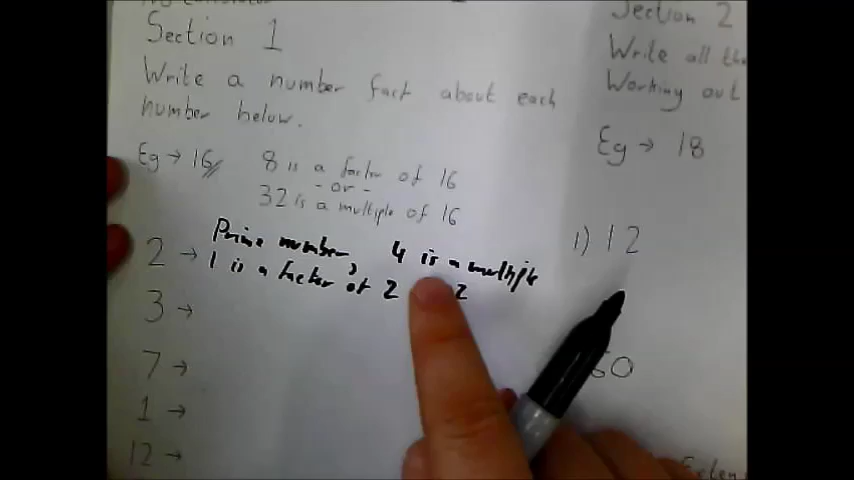 Section 1
Write a number fact about each
number below.
Eg → 16
8 is a factor of 16
- or -
32 is a multiple of 16
2 → Prime number,
1 is a factor of 2
4 is a multiple
2
3 →
7 →
1 →
12 →
Section 2
Write all the
Working out
Eg → 18
1) 12
60